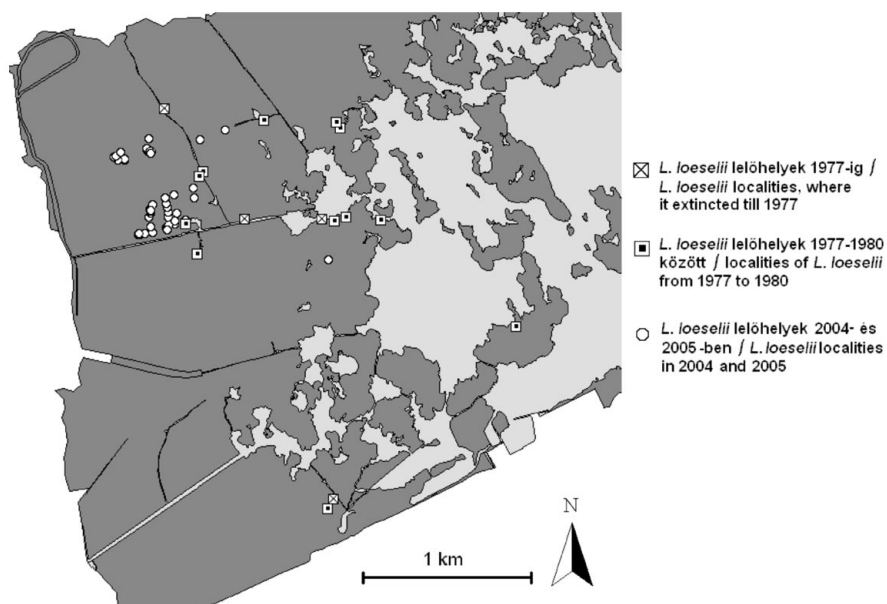 L. loeselii lelőhelyek 1977-ig /
L. loeselii localities, where
it extincted till 1977
L. loeselii lelőhelyek 1977-1980
között / localities of L. loeselii
from 1977 to 1980
L. loeselii lelőhelyek 2004- és
2005-ben / L. loeselii localities
in 2004 and 2005
N
1 km